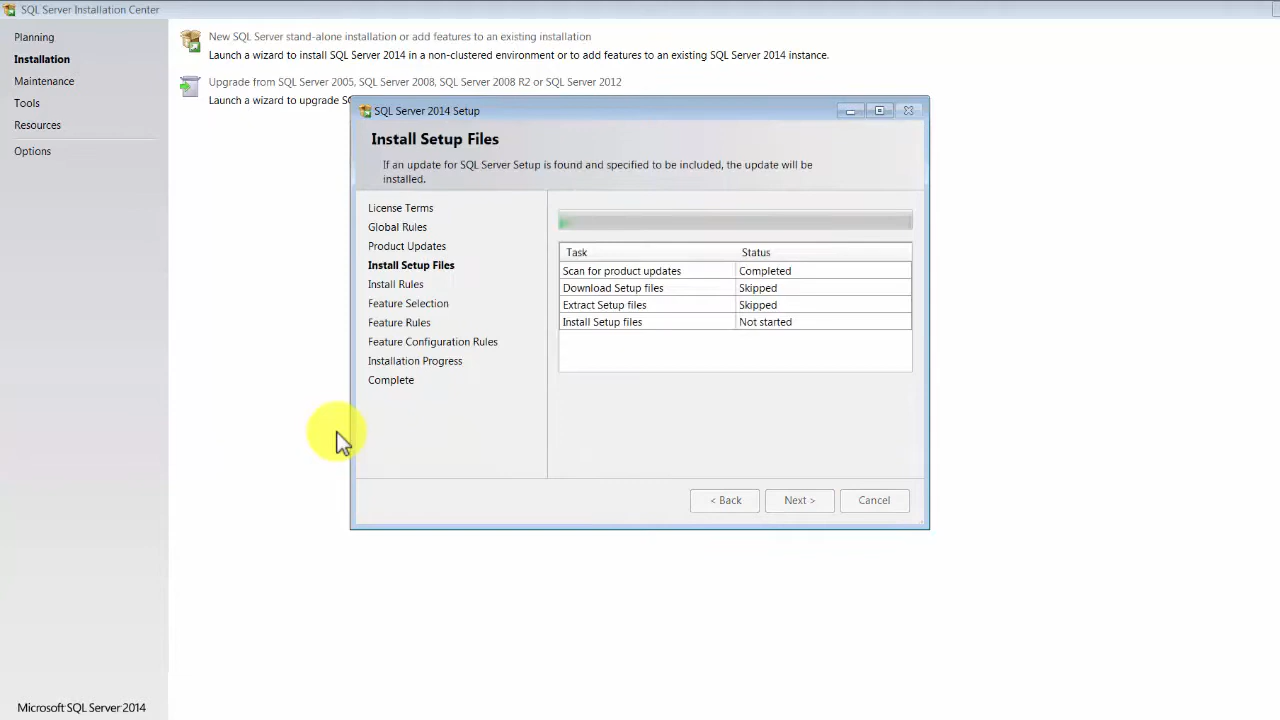 SQL Server Installation Center
Planning
Installation
Maintenance
Tools
Resources
Options
New SQL Server stand-alone installation or add features to an existing installation
Launch a wizard to install SQL Server 2014 in a non-clustered environment or to add features to an existing SQL Server 2014 instance.
Upgrade from SQL Server 2005, SQL Server 2008, SQL Server 2008 R2 or SQL Server 2012
Launch a wizard to upgrade
SQL Server 2014 Setup
Install Setup Files
If an update for SQL Server Setup is found and specified to be included, the update will be
installed.
License Terms
Global Rules
Product Updates
Install Setup Files
Install Rules
Feature Selection
Feature Rules
Feature Configuration Rules
Installation Progress
Complete
Task Status
Scan for product updates Completed
Download Setup files Skipped
Extract Setup files Skipped
Install Setup files Not started
< Back Next > Cancel
Microsoft SQL Server 2014